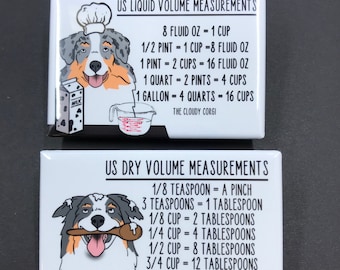 US LIQUID VOLUME MEASUREMENTS
8 FLUID OZ = 1 CUP
1/2 PINT = 1 CUP =8 FLUID OZ
1 PINT = 2 CUPS = 16 FLUID OZ
1 QUART = 2 PINTS = 4 CUPS
1 GALLON = 4 QUARTS = 16 CUPS
THE CLOUDY CORGI
MILK
US DRY VOLUME MEASUREMENTS
1/8 TEASPOON = A PINCH
3 TEASPOONS = 1 TABLESPOON
1/8 CUP = 2 TABLESPOONS
1/4 CUP = 4 TABLESPOONS
1/2 CUP = 8 TABLESPOONS
3/4 CUP = 12 TABLESPOONS